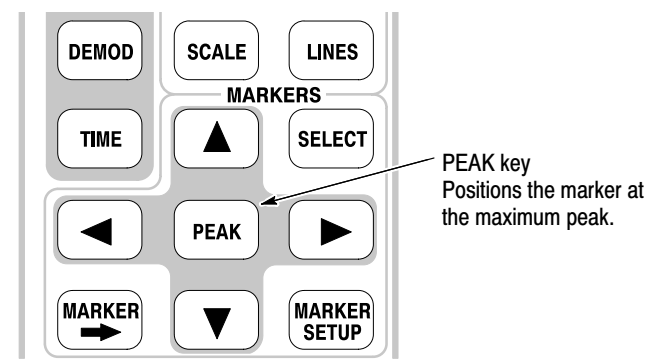 DEMOD
SCALE
LINES
MARKERS
TIME
SELECT
PEAK key
Positions the marker at
the maximum peak.
PEAK
MARKER
MARKER
SETUP